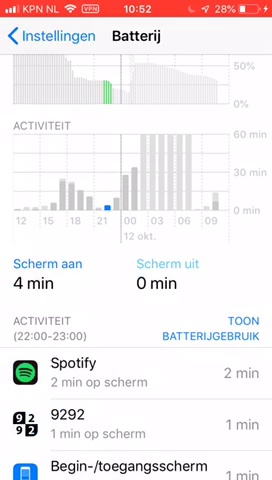 KPN NL VPN 10:52 28%
Instellingen Batterij
50%
0%
ACTIVITEIT
60 min
30 min
0 min
12 15 18 21 00 03 06 09
12 okt.
Scherm aan Scherm uit
4 min 0 min
ACTIVITEIT TOON
(22:00-23:00) BATTERIJGEBRUIK
Spotify
2 min op scherm 2 min
9292
9292
1 min op scherm 1 min
Begin-/toegangsscherm
1 min